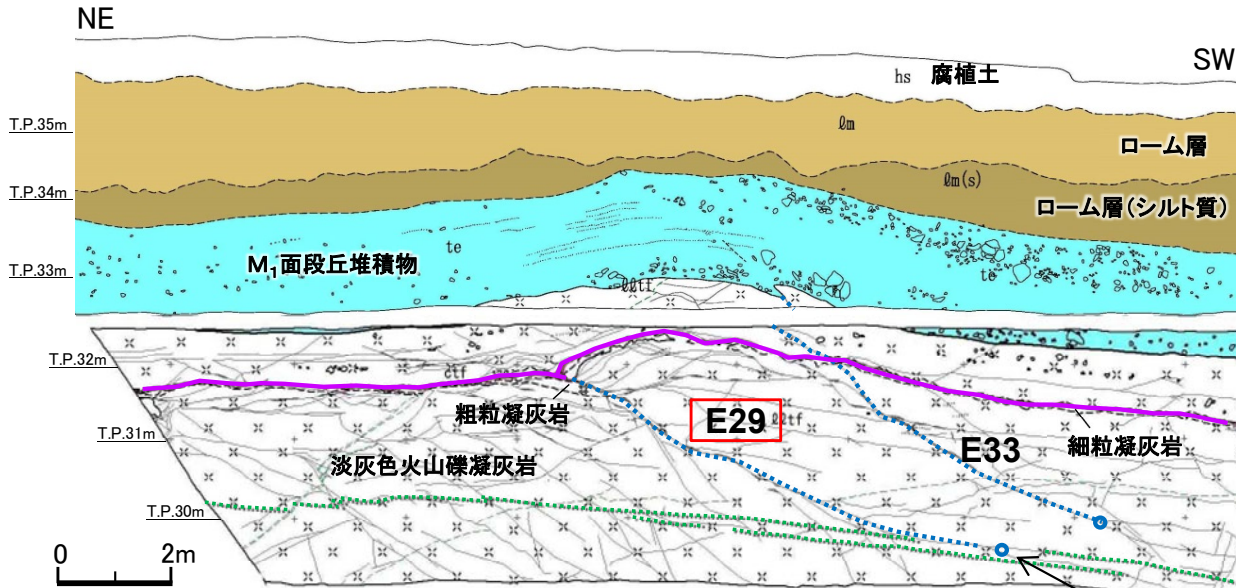 NE
SW
hs 腐植土
T.P.35m
ℓm
ローム層
T.P.34m
ℓm(s)
ローム層(シルト質)
te
M₁面段丘堆積物
te
T.P.33m
ℓℓtf
T.P.32m
ctf
粗粒凝灰岩
E29
ℓℓtf
細粒凝灰岩
T.P.31m
E33
淡灰色火山礫凝灰岩
T.P.30m
0 2m